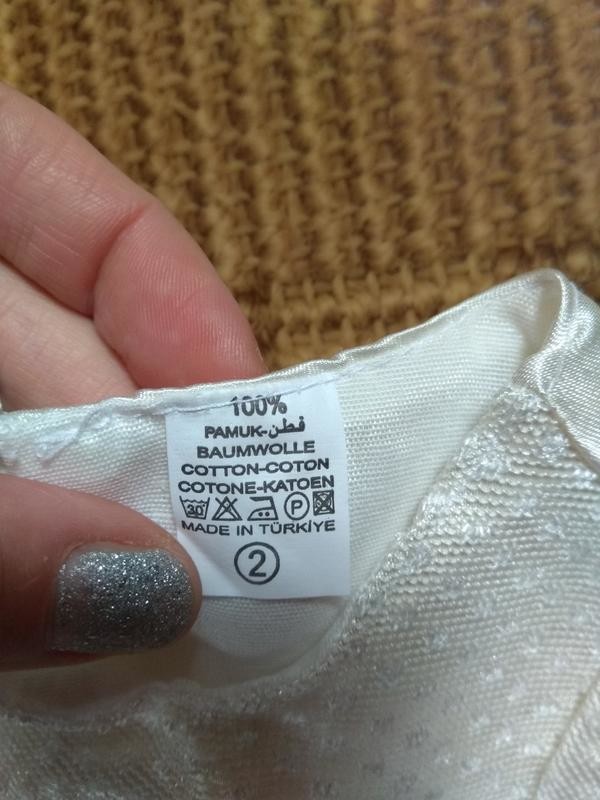 100%
PAMUK-قطن
BAUMWOLLE
COTTON-COTON
COTONE-KATOEN
30° P
MADE IN TÜRKİYE
2